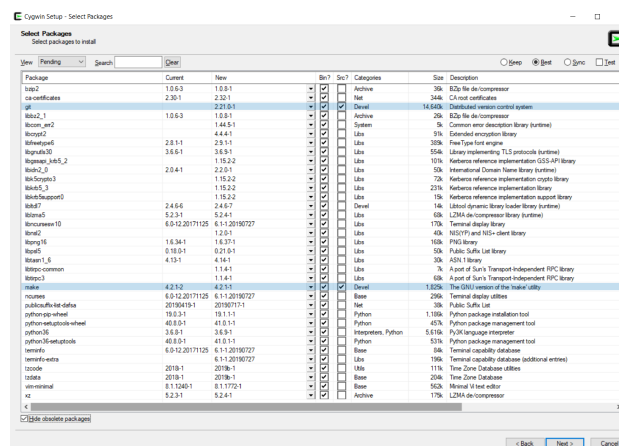 Cygwin Setup - Select Packages
Select Packages
Select packages to install
View Pending Search Clear Keep Best Sync Test
Package Current New Bin? Src? Categories Size Description
bzip2 1.0.6-3 1.0.8-1 Archive 36k BZip file de/compressor
ca-certificates 2.30-1 2.32-1 Net 344k CA root certificates
git 2.21.0-1 Devel 14,640k Distributed version control system
libbz2_1 1.0.6-3 1.0.8-1 Archive 26k BZip file de/compressor
libcom_err2 1.44.5-1 System 5k Common error description library (runtime)
libcrypt2 4.4.4-1 Libs 91k Extended encryption library
libfreetype6 2.8.1-1 2.9.1-1 Libs 389k FreeType font engine
libgnutls30 3.6.6-1 3.6.9-1 Libs 554k Library implementing TLS protocols (runtime)
libgssapi_krb5_2 1.15.2-2 Libs 101k Kerberos reference implementation GSS-API library
libidn2_0 2.0.4-1 2.2.0-1 Libs 50k International Domain Name library (runtime)
libk5crypto3 1.15.2-2 Libs 72k Kerberos reference implementation crypto library
libkrb5_3 1.15.2-2 Libs 231k Kerberos reference implementation library
libkrb5support0 1.15.2-2 Libs 15k Kerberos reference implementation support library
libltdl7 2.4.6-6 2.4.6-7 Devel 14k Libtool dynamic library loader library (runtime)
liblzma5 5.2.3-1 5.2.4-1 Libs 68k LZMA de/compressor library (runtime)
libncursesw10 6.0-12.20171125 6.1-1.20190727 Libs 170k Terminal display library
libnsl2 1.2.0-1 Libs 40k NIS(YP) and NIS+ client library
libpng16 1.6.34-1 1.6.37-1 Libs 168k PNG library
libpsl5 0.18.0-1 0.21.0-1 Libs 50k Public Suffix List library
libtasn1_6 4.13-1 4.14-1 Libs 30k ASN.1 library
libtirpc-common 1.1.4-1 Libs 7k A port of Sun's Transport-Independent RPC library
libtirpc3 1.1.4-1 Libs 68k A port of Sun's Transport-Independent RPC library
make 4.2.1-2 4.2.1-1 Devel 1,825k The GNU version of the 'make' utility
ncurses 6.0-12.20171125 6.1-1.20190727 Base 296k Terminal display utilities
publicsuffix-list-dafsa 20190419-1 20190717-1 Net 38k Public Suffix List
python-pip-wheel 19.0.3-1 19.1.1-1 Python 1,186k Python package installation tool
python-setuptools-wheel 40.8.0-1 41.0.1-1 Python 457k Python package management tool
python36 3.6.8-1 3.6.9-1 Interpreters, Python 5,616k Py3K language interpreter
python36-setuptools 40.8.0-1 41.0.1-1 Python 531k Python package management tool
terminfo 6.0-12.20171125 6.1-1.20190727 Base 84k Terminal capability database
terminfo-extra 6.1-1.20190727 Libs 196k Terminal capability database (additional entries)
tzcode 2018-1 2019b-1 Utils 111k Time Zone Database utilities
tzdata 2018-1 2019b-1 Base 204k Time Zone Database
vim-minimal 8.1.1240-1 8.1.1772-1 Base 562k Minimal Vi text editor
xz 5.2.3-1 5.2.4-1 Archive 175k LZMA de/compressor
Hide obsolete packages
< Back Next > Cancel